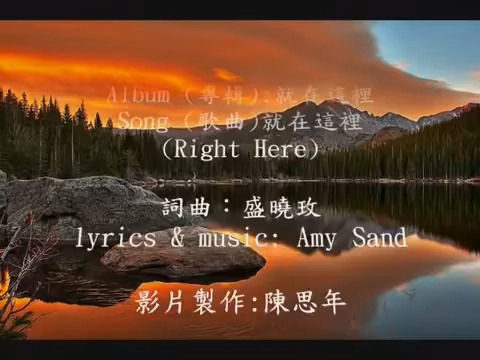 Album (專輯):就在這裡
Song (歌曲)就在這裡
(Right Here)
詞曲：盛曉玫
lyrics & music: Amy Sand
影片製作:陳思年